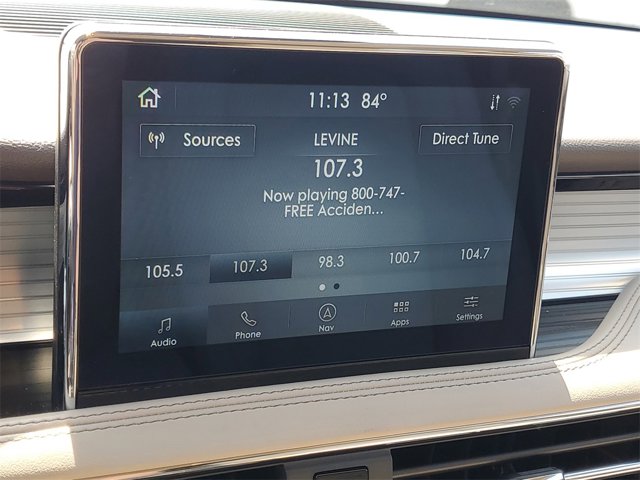 11:13 84°
Sources LEVINE Direct Tune
107.3
Now playing 800-747-
FREE Acciden...
105.5 107.3 98.3 100.7 104.7
Audio Phone Nav Apps Settings